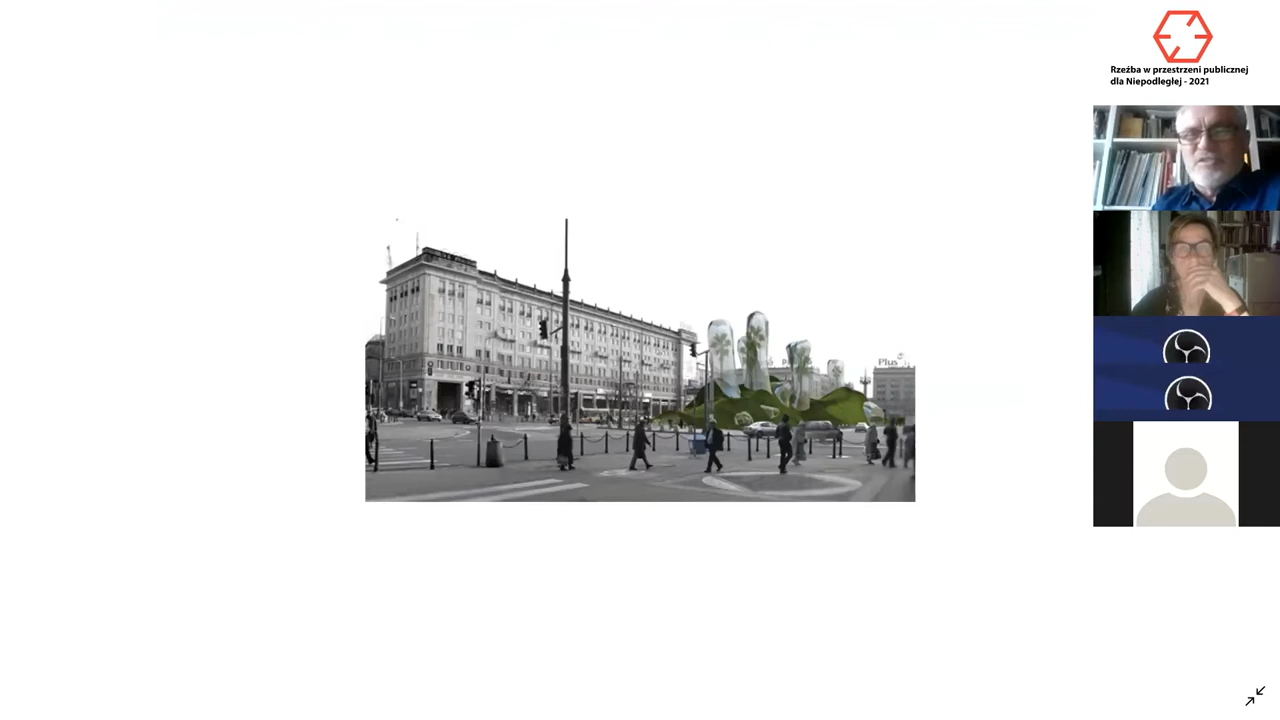 Rzeźba w przestrzeni publicznej
dla Niepodległej - 2021
Plus